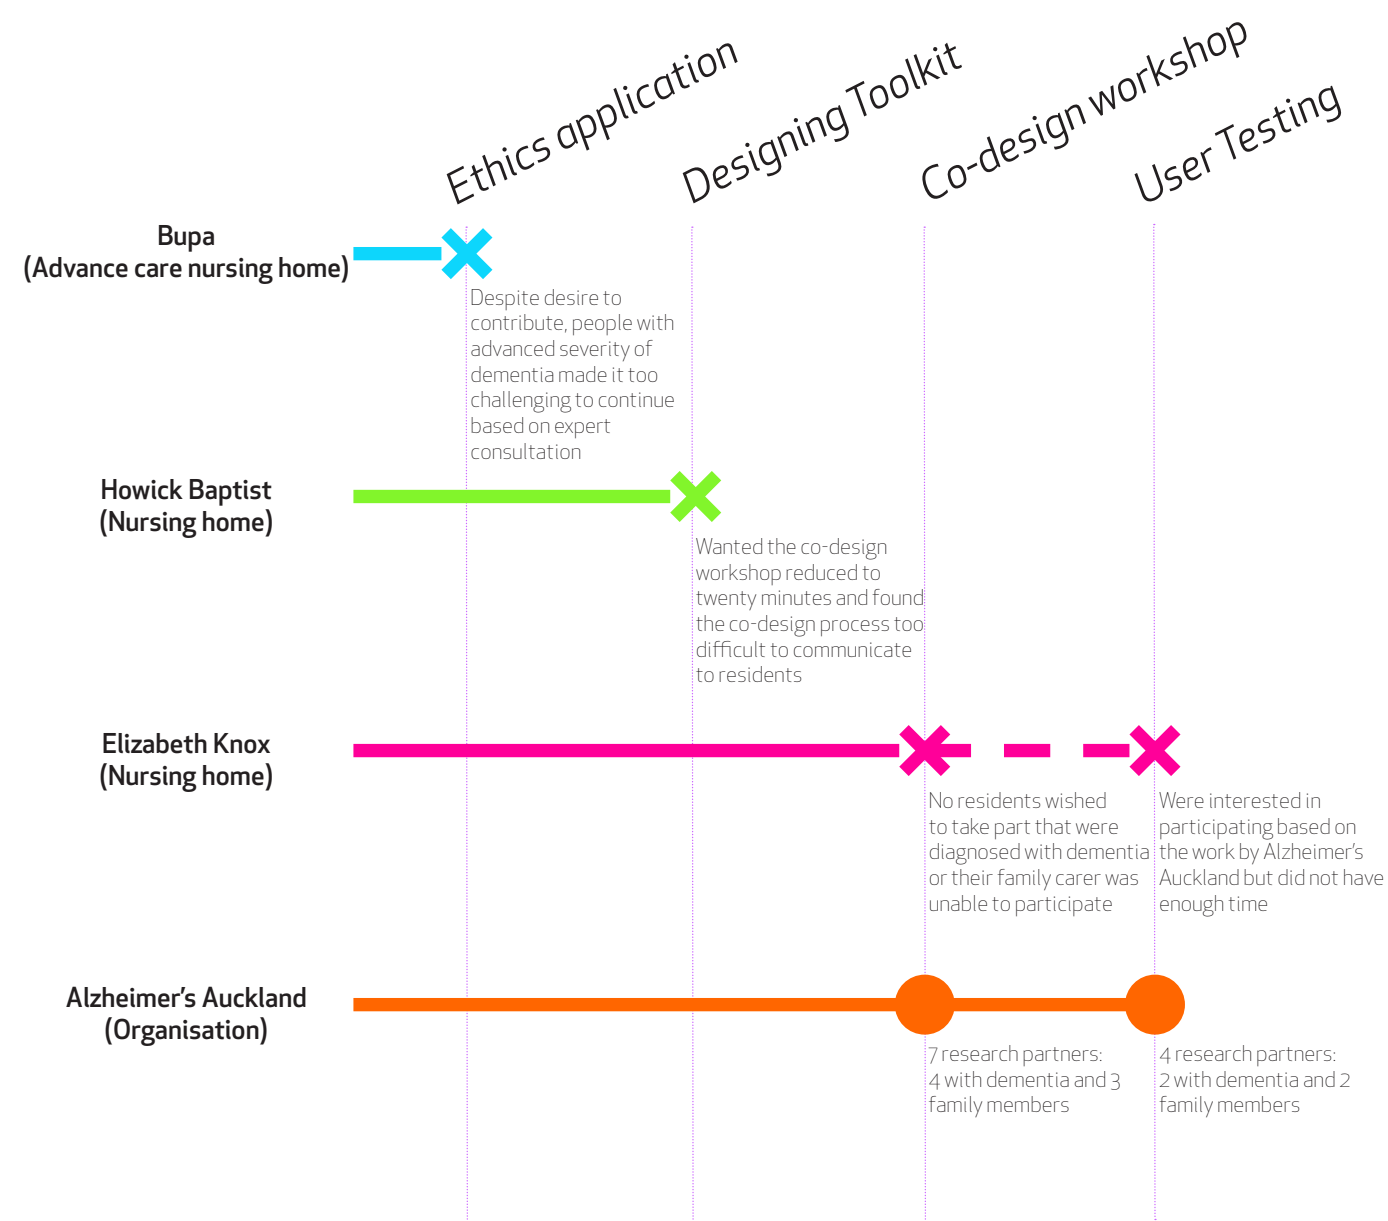 Ethics application
Designing Toolkit
Co-design workshop
User Testing
Bupa
(Advance care nursing home)
Despite desire to
contribute, people with
advanced severity of
dementia made it too
challenging to continue
based on expert
consultation
Howick Baptist
(Nursing home)
Wanted the co-design
workshop reduced to
twenty minutes and found
the co-design process too
difficult to communicate
to residents
Elizabeth Knox
(Nursing home)
No residents wished
to take part that were
diagnosed with dementia
or their family carer was
unable to participate
Were interested in
participating based on
the work by Alzheimer's
Auckland but did not have
enough time
Alzheimer's Auckland
(Organisation)
7 research partners:
4 with dementia and 3
family members
4 research partners:
2 with dementia and 2
family members